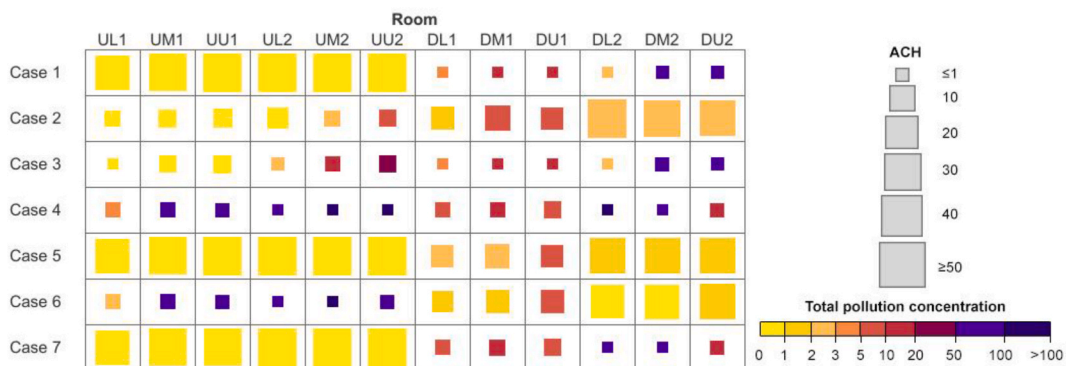 Room
UL1 UM1 UU1 UL2 UM2 UU2 DL1 DM1 DU1 DL2 DM2 DU2
Case 1
Case 2
Case 3
Case 4
Case 5
Case 6
Case 7
ACH
≤1
10
20
30
40
≥50
Total pollution concentration
0 1 2 3 5 10 20 50 100 >100